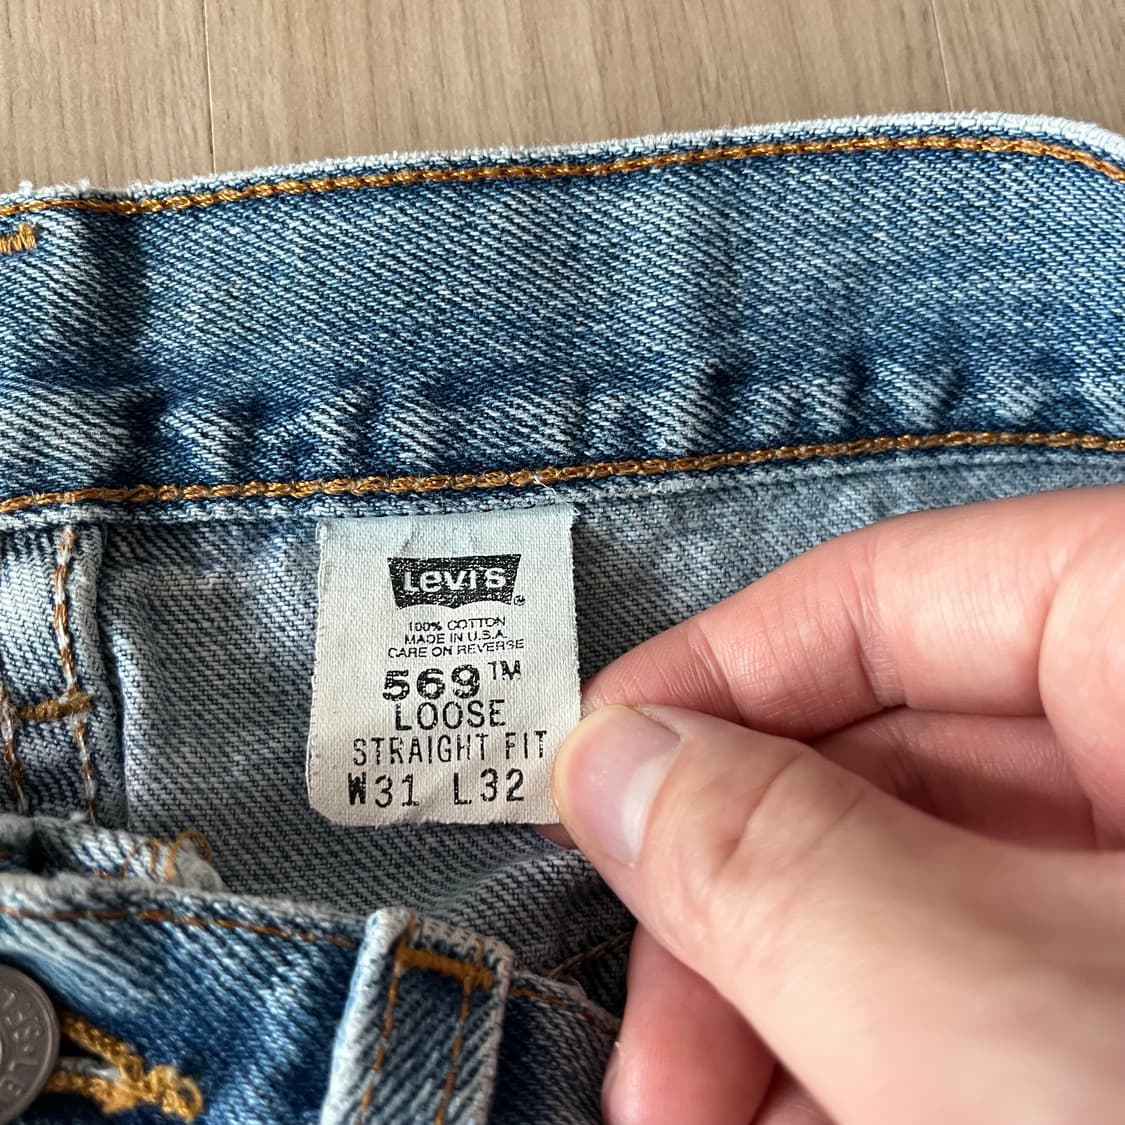 Levi's®
100% COTTON
MADE IN U.S.A.
CARE ON REVERSE
569™
LOOSE
STRAIGHT FIT
W31 L32